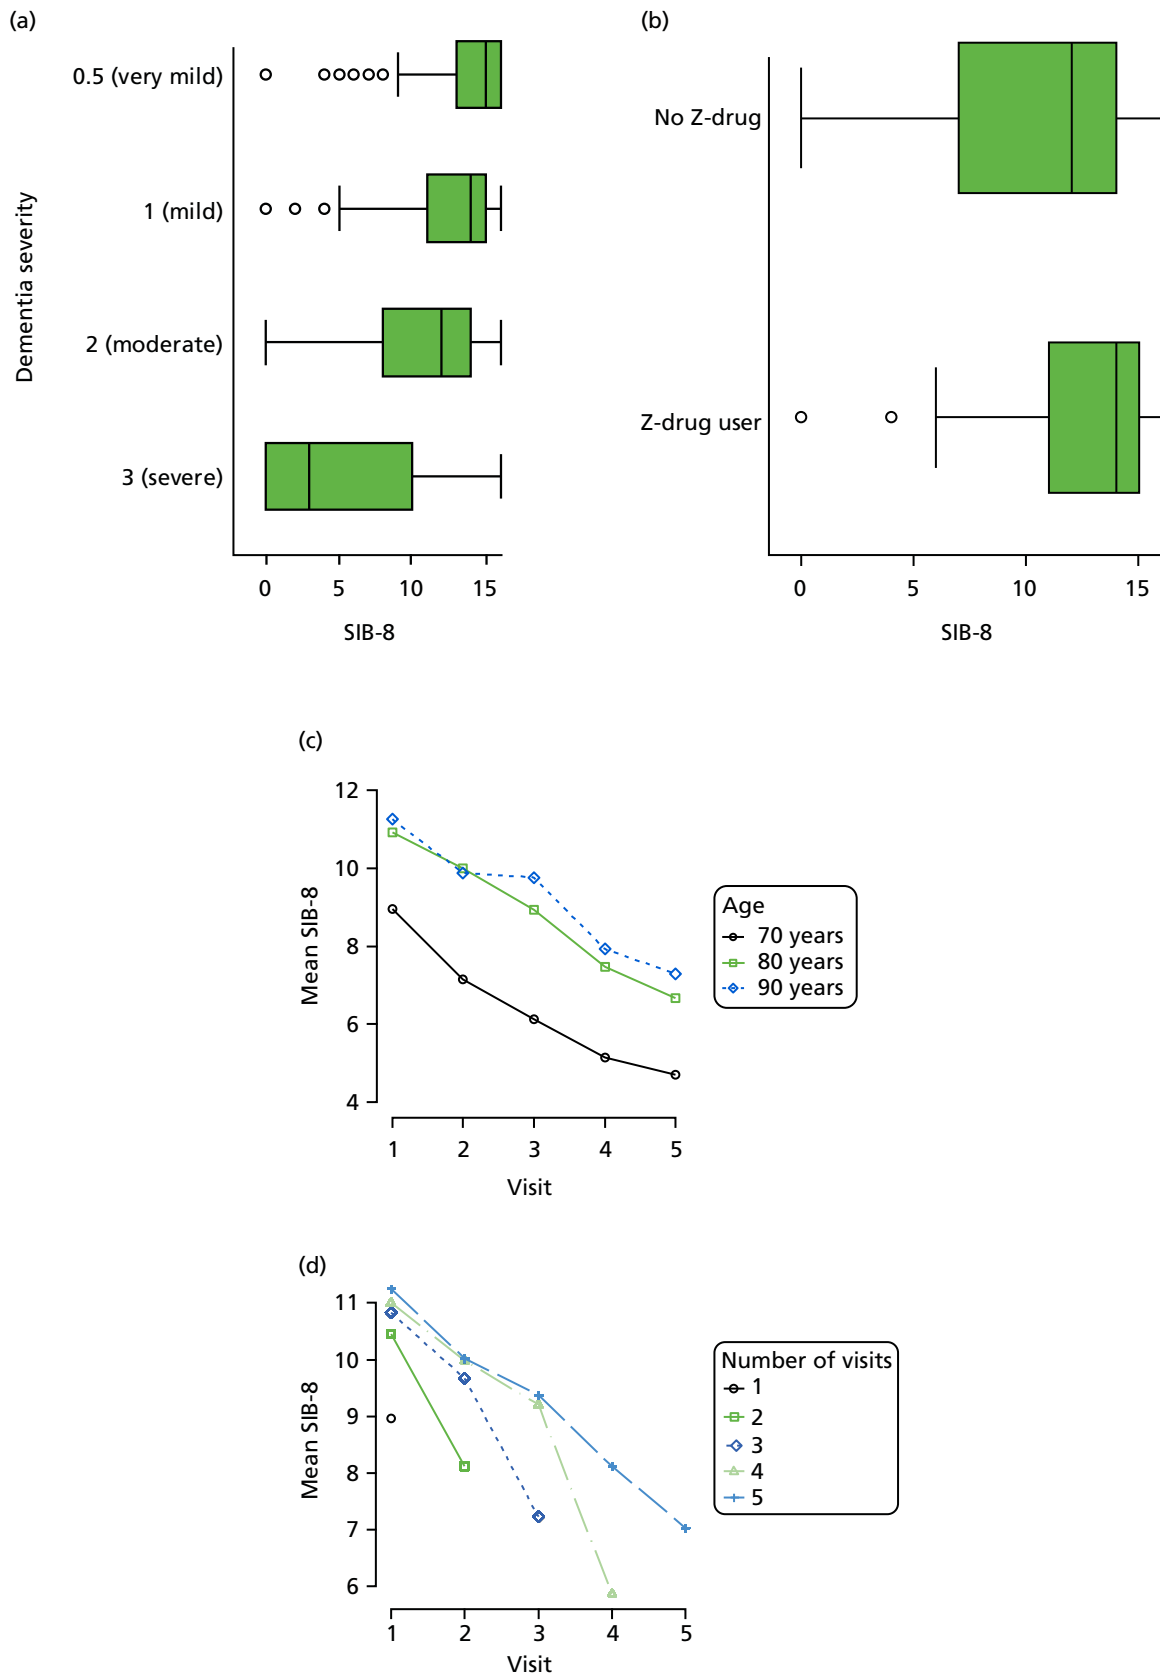 (a)
0.5 (very mild)
1 (mild)
2 (moderate)
3 (severe)
Dementia severity
0 5 10 15
SIB-8
(b)
No Z-drug
Z-drug user
0 5 10 15
SIB-8
(c)
12
10
8
6
4
Mean SIB-8
1 2 3 4 5
Visit
Age
70 years
80 years
90 years
(d)
11
10
9
8
7
6
Mean SIB-8
1 2 3 4 5
Visit
Number of visits
1
2
3
4
5